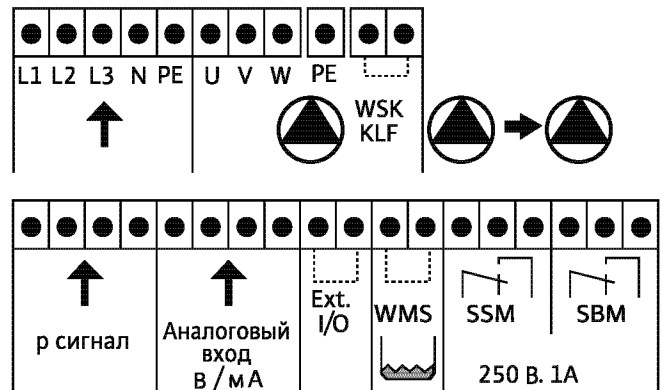 L1 L2 L3 N PE U V W PE
WSK
KLF
р сигнал
Аналоговый
вход
В / мА
Ext.
I/O
WMS
SSM
SBM
250 В. 1А